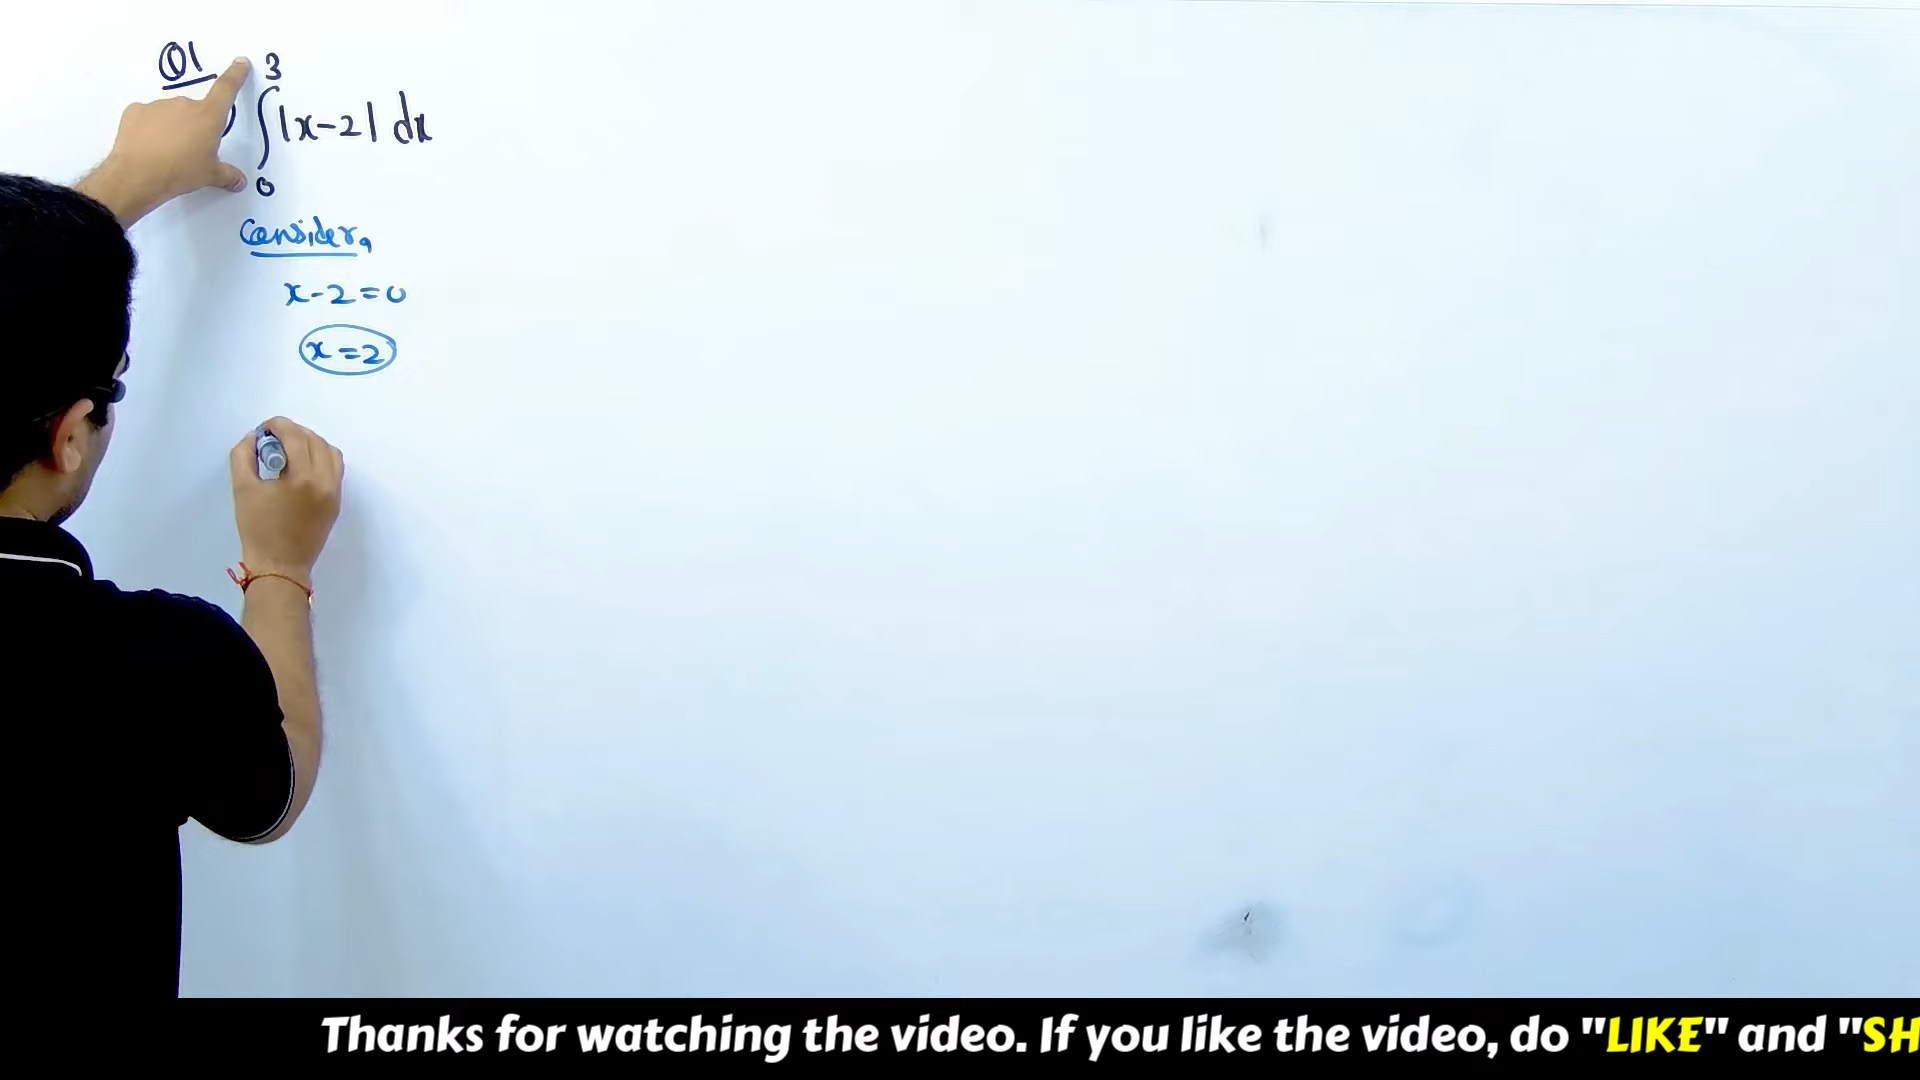 Q1
3
∫|x-2| dx
0
Consider,
x-2=0
x=2
Thanks for watching the video. If you like the video, do "LIKE" and "SH